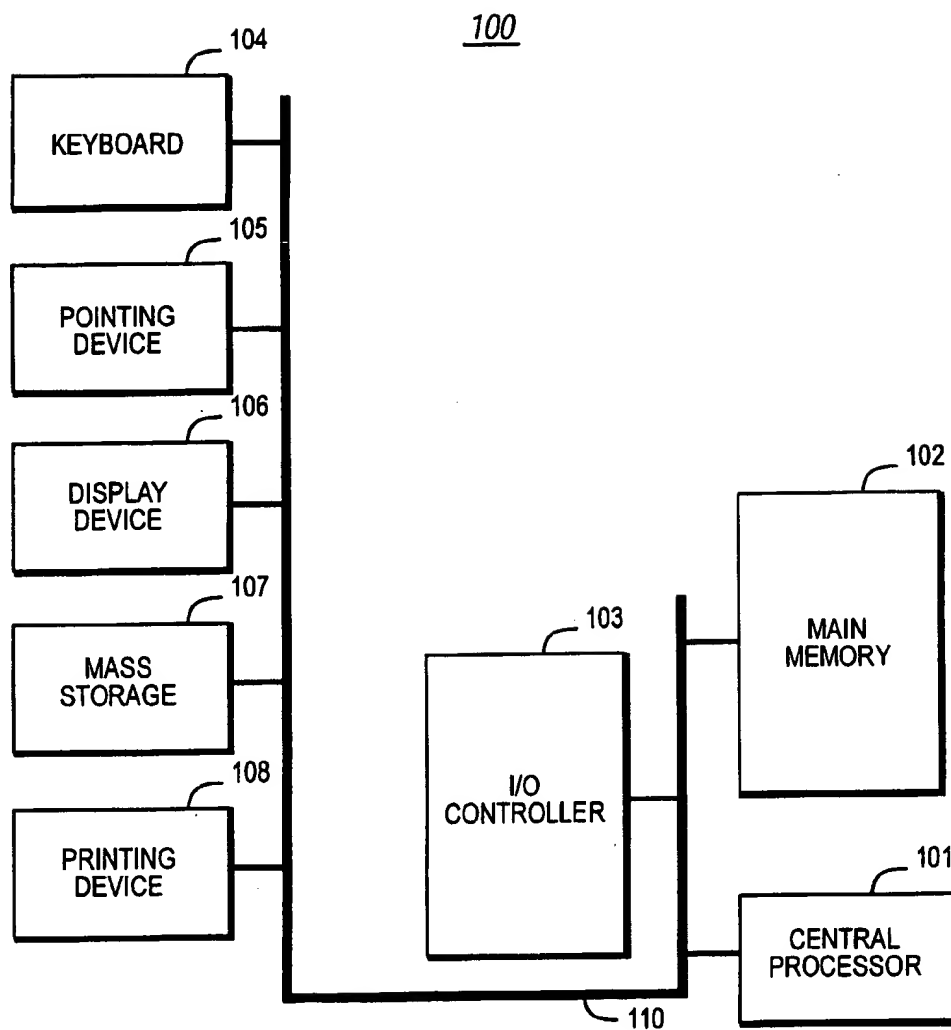 100
104
KEYBOARD
105
POINTING
DEVICE
106
DISPLAY
DEVICE
107
MASS
STORAGE
108
PRINTING
DEVICE
103
I/O
CONTROLLER
102
MAIN
MEMORY
101
CENTRAL
PROCESSOR
110